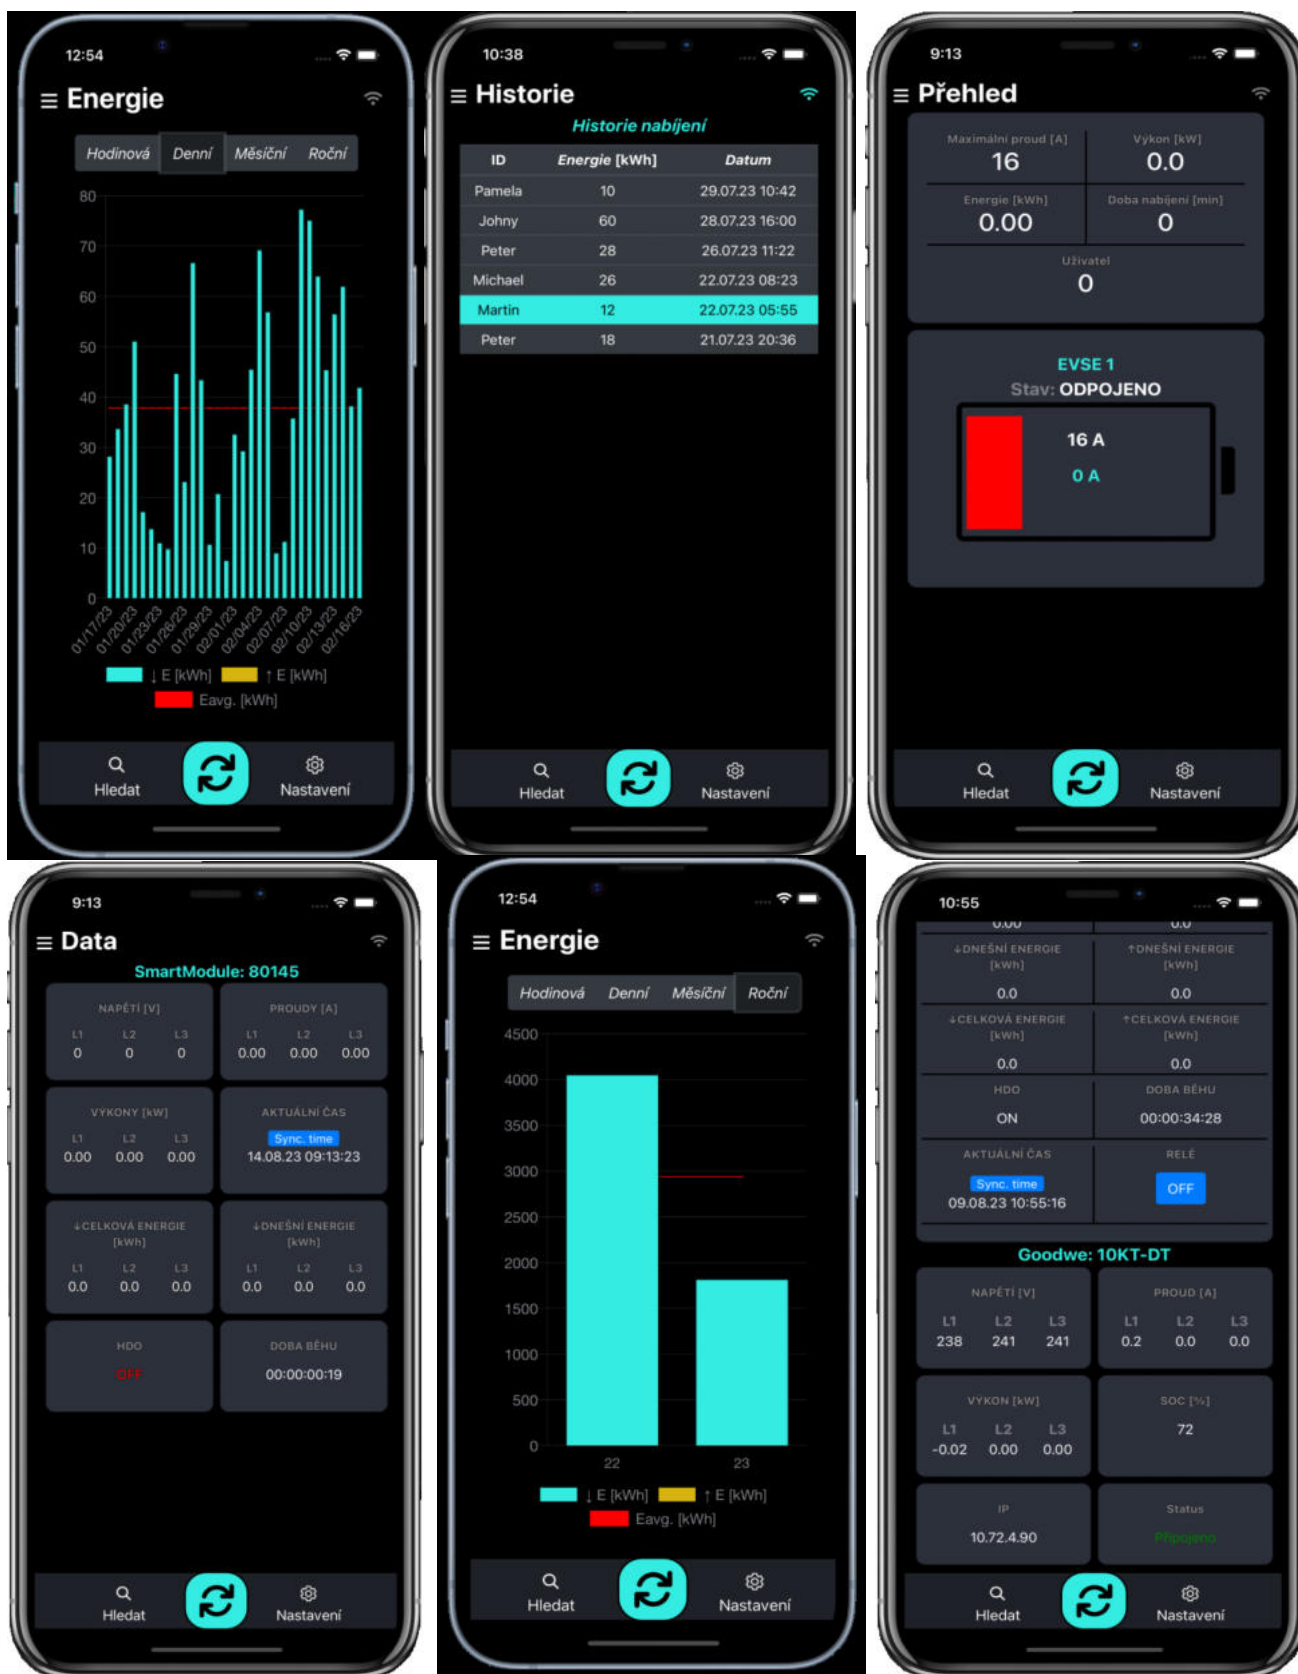 12:54
Energie
Hodinová Denní Měsíční Roční
80
70
60
50
40
30
20
10
0
01/17/23 01/20/23 01/23/23 01/26/23 01/29/23 02/01/23 02/04/23 02/07/23 02/10/23 02/13/23 02/16/23
↓ E [kWh] ↑ E [kWh]
Eavg. [kWh]
Hledat Nastavení
10:38
Historie
Historie nabíjení
ID Energie [kWh] Datum
Pamela 10 29.07.23 10:42
Johny 60 28.07.23 16:00
Peter 28 26.07.23 11:22
Michael 26 22.07.23 08:23
Martin 12 22.07.23 05:55
Peter 18 21.07.23 20:36
Hledat Nastavení
9:13
Přehled
Maximální proud [A] Výkon [kW]
16 0.0
Energie [kWh] Doba nabíjení [min]
0.00 0
Uživatel
0
EVSE 1
Stav: ODPOJENO
16 A
0 A
Hledat Nastavení
9:13
Data
SmartModule: 80145
NAPĚTÍ [V] PROUDY [A]
L1 L2 L3 L1 L2 L3
0 0 0 0.00 0.00 0.00
VÝKONY [kW] AKTUÁLNÍ ČAS
L1 L2 L3 Sync. time
0.00 0.00 0.00 14.08.23 09:13:23
↓CELKOVÁ ENERGIE ↓DNEŠNÍ ENERGIE
[kWh] [kWh]
L1 L2 L3 L1 L2 L3
0.0 0.0 0.0 0.0 0.0 0.0
HDO DOBA BĚHU
OFF 00:00:00:19
Hledat Nastavení
12:54
Energie
Hodinová Denní Měsíční Roční
4500
4000
3500
3000
2500
2000
1500
1000
500
0
22 23
↓ E [kWh] ↑ E [kWh]
Eavg. [kWh]
Hledat Nastavení
10:55
0.00 0.0
↓DNEŠNÍ ENERGIE ↑DNEŠNÍ ENERGIE
[kWh] [kWh]
0.0 0.0
↓CELKOVÁ ENERGIE ↑CELKOVÁ ENERGIE
[kWh] [kWh]
0.0 0.0
HDO DOBA BĚHU
ON 00:00:34:28
AKTUÁLNÍ ČAS RELÉ
Sync. time OFF
09.08.23 10:55:16
Goodwe: 10KT-DT
NAPĚTÍ [V] PROUD [A]
L1 L2 L3 L1 L2 L3
238 241 241 0.2 0.0 0.0
VÝKON [kW] SOC [%]
L1 L2 L3 72
-0.02 0.00 0.00
IP Status
10.72.4.90 Připojeno
Hledat Nastavení